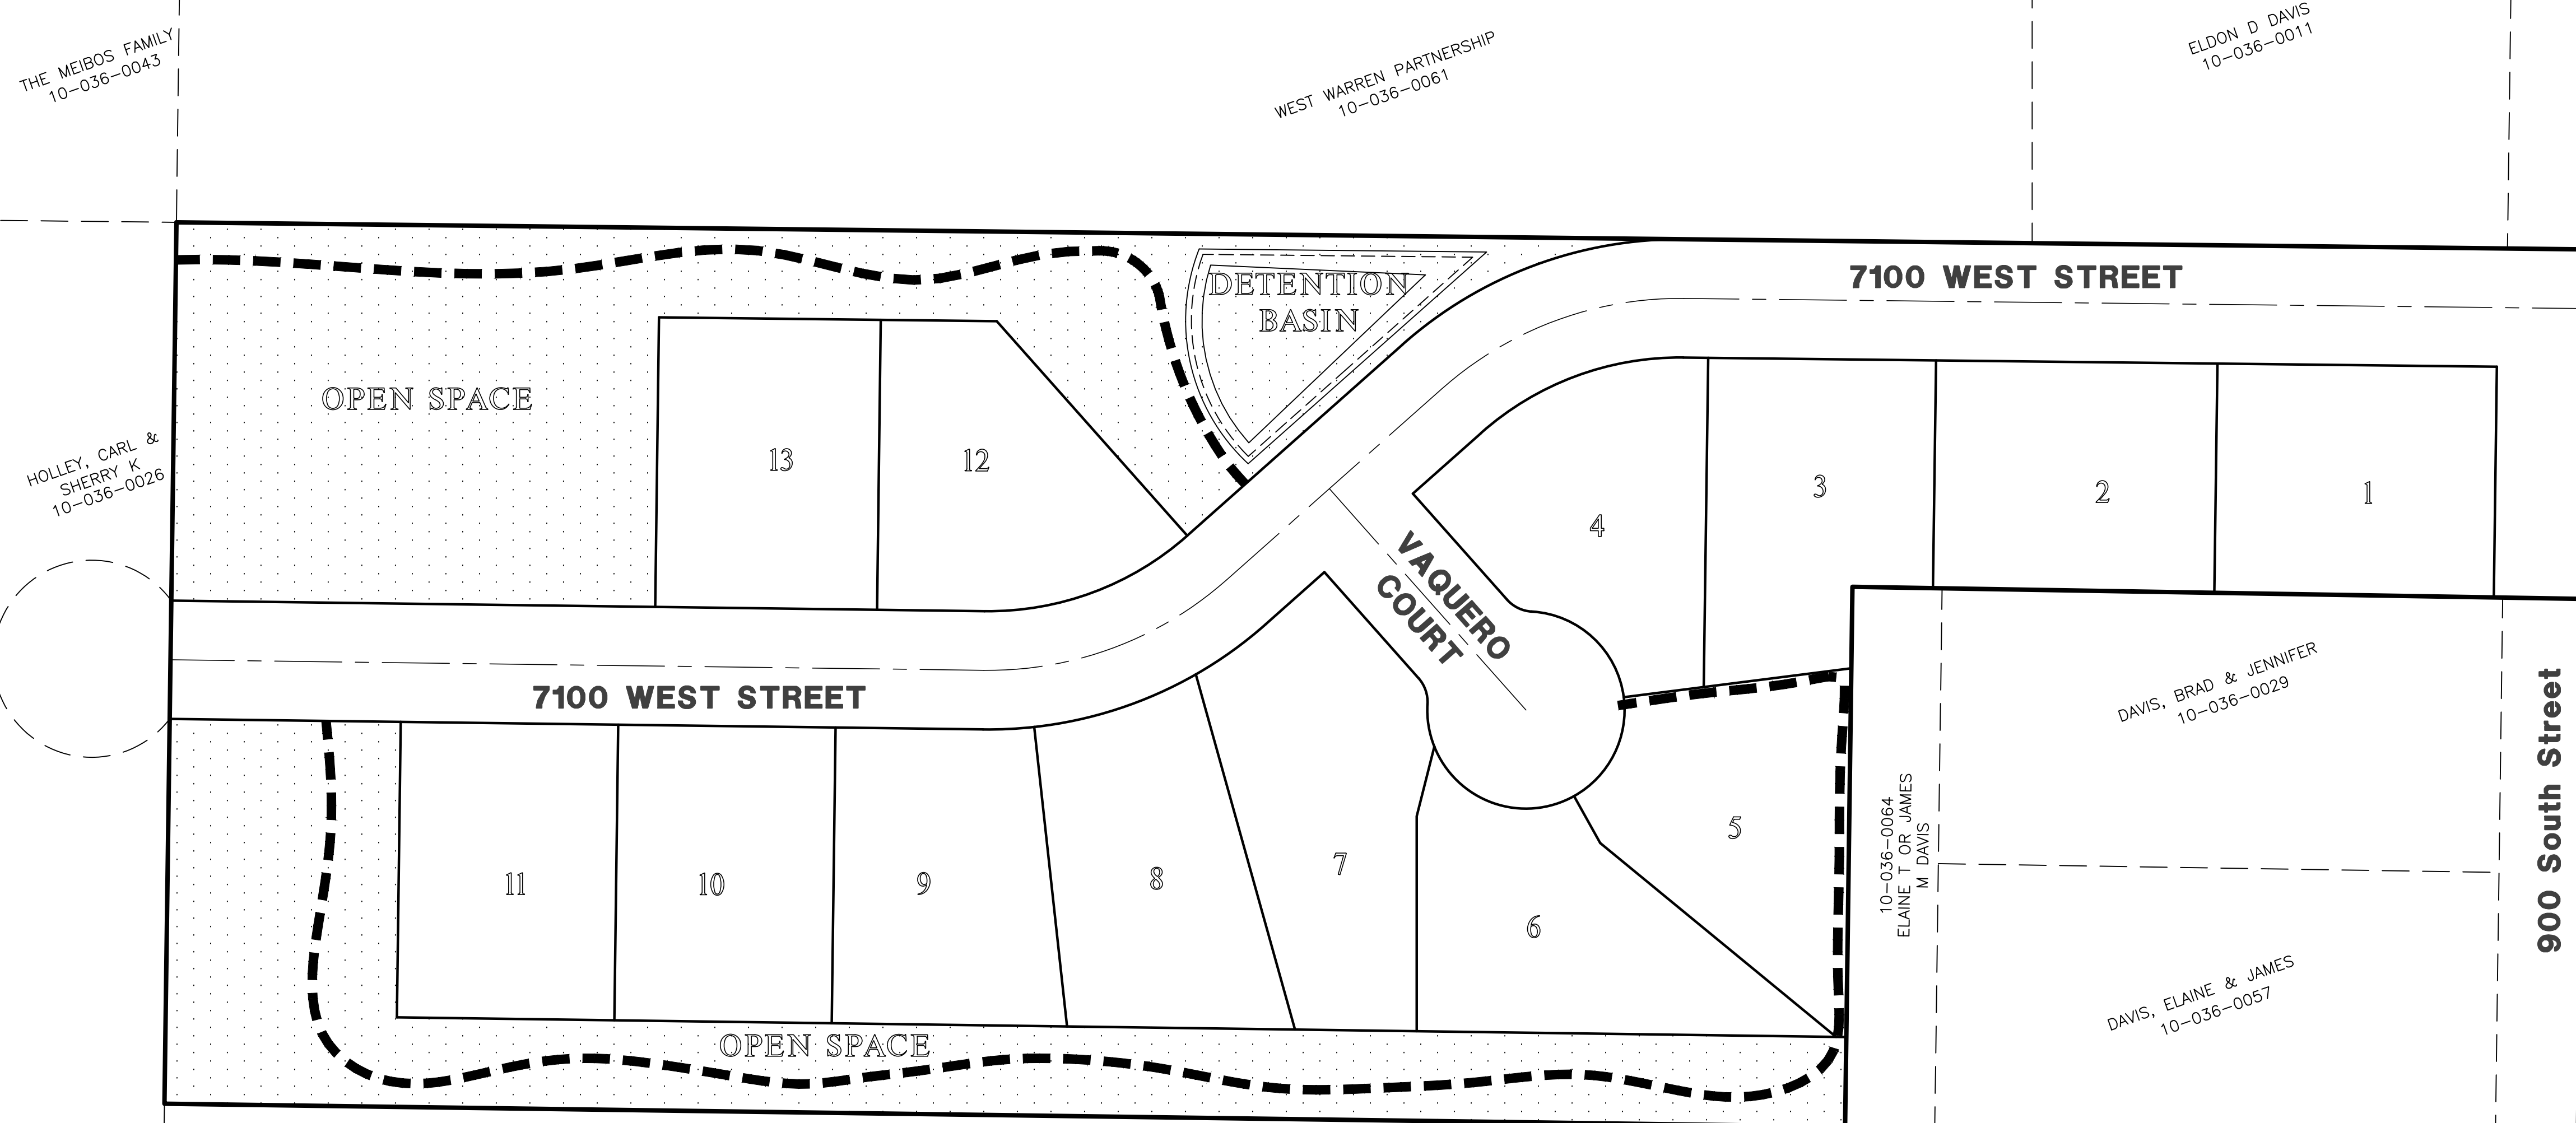 THE MEIBOS FAMILY
10-036-0043
WEST WARREN PARTNERSHIP
10-036-0061
ELDON D DAVIS
10-036-0011
7100 WEST STREET
DETENTION
BASIN
OPEN SPACE
HOLLEY, CARL &
SHERRY K
10-036-0026
13
12
4
3
2
1
VAQUERO
COURT
7100 WEST STREET
DAVIS, BRAD & JENNIFER
10-036-0029
10-036-0064
ELAINE T OR JAMES
M DAVIS
900 South Street
11
10
9
8
7
6
5
DAVIS, ELAINE & JAMES
10-036-0057
OPEN SPACE